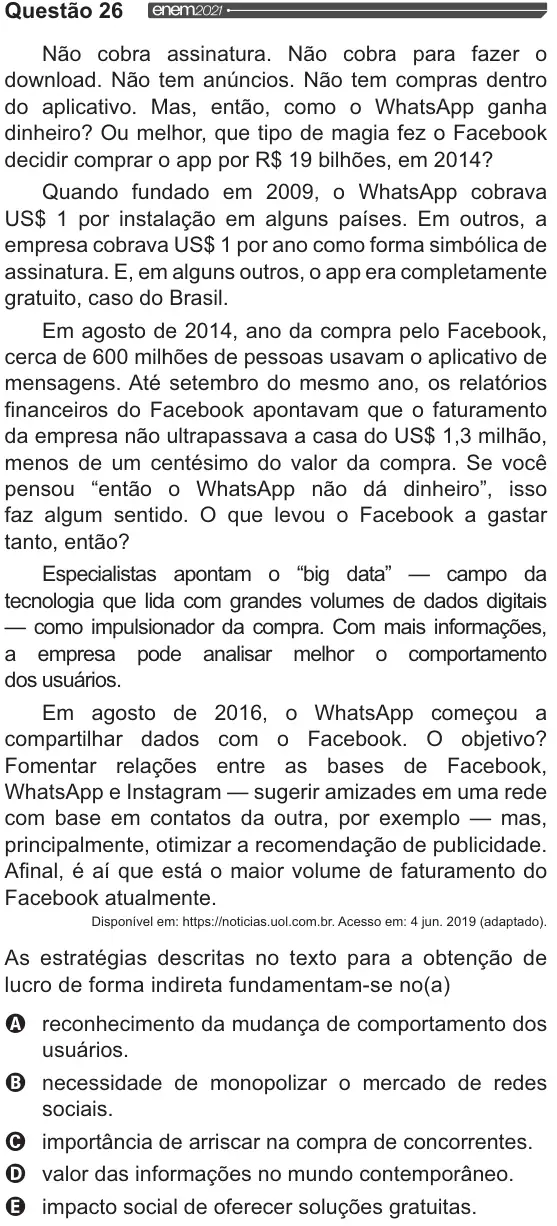 Questão 26 enem2021
Não cobra assinatura. Não cobra para fazer o
download. Não tem anúncios. Não tem compras dentro
do aplicativo. Mas, então, como o WhatsApp ganha
dinheiro? Ou melhor, que tipo de magia fez o Facebook
decidir comprar o app por R$ 19 bilhões, em 2014?
Quando fundado em 2009, o WhatsApp cobrava
US$ 1 por instalação em alguns países. Em outros, a
empresa cobrava US$ 1 por ano como forma simbólica de
assinatura. E, em alguns outros, o app era completamente
gratuito, caso do Brasil.
Em agosto de 2014, ano da compra pelo Facebook,
cerca de 600 milhões de pessoas usavam o aplicativo de
mensagens. Até setembro do mesmo ano, os relatórios
financeiros do Facebook apontavam que o faturamento
da empresa não ultrapassava a casa do US$ 1,3 milhão,
menos de um centésimo do valor da compra. Se você
pensou “então o WhatsApp não dá dinheiro”, isso
faz algum sentido. O que levou o Facebook a gastar
tanto, então?
Especialistas apontam o “big data” — campo da
tecnologia que lida com grandes volumes de dados digitais
— como impulsionador da compra. Com mais informações,
a empresa pode analisar melhor o comportamento
dos usuários.
Em agosto de 2016, o WhatsApp começou a
compartilhar dados com o Facebook. O objetivo?
Fomentar relações entre as bases de Facebook,
WhatsApp e Instagram — sugerir amizades em uma rede
com base em contatos da outra, por exemplo — mas,
principalmente, otimizar a recomendação de publicidade.
Afinal, é aí que está o maior volume de faturamento do
Facebook atualmente.
Disponível em: https://noticias.uol.com.br. Acesso em: 4 jun. 2019 (adaptado).
As estratégias descritas no texto para a obtenção de
lucro de forma indireta fundamentam-se no(a)
A reconhecimento da mudança de comportamento dos
usuários.
B necessidade de monopolizar o mercado de redes
sociais.
C importância de arriscar na compra de concorrentes.
D valor das informações no mundo contemporâneo.
E impacto social de oferecer soluções gratuitas.